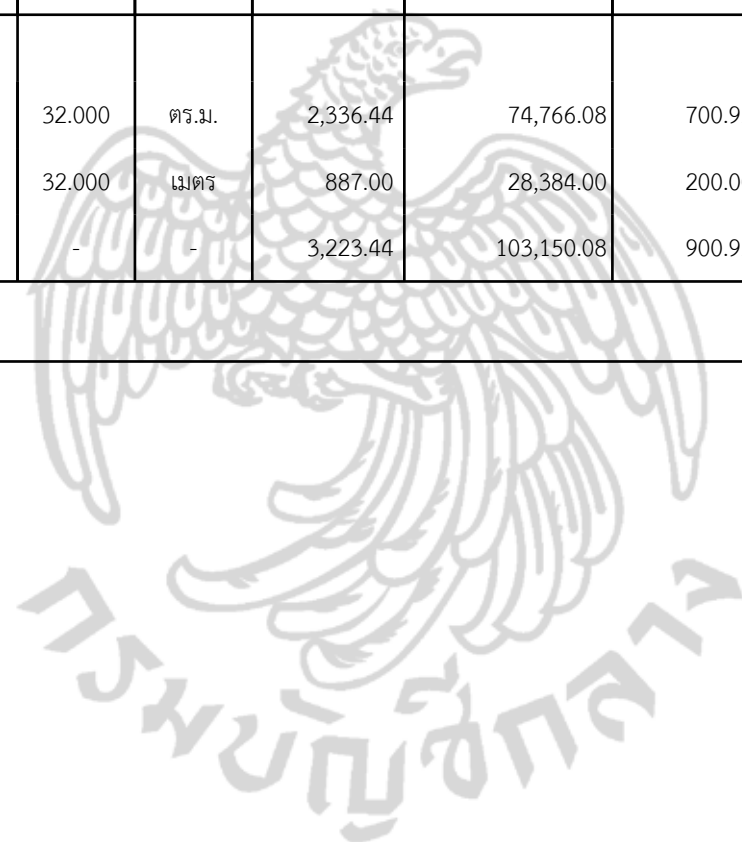 32.000 ตร.ม. 2,336.44 74,766.08 700.9
32.000 เมตร 887.00 28,384.00 200.0
- - 3,223.44 103,150.08 900.9
กรมบัญชีกลาง